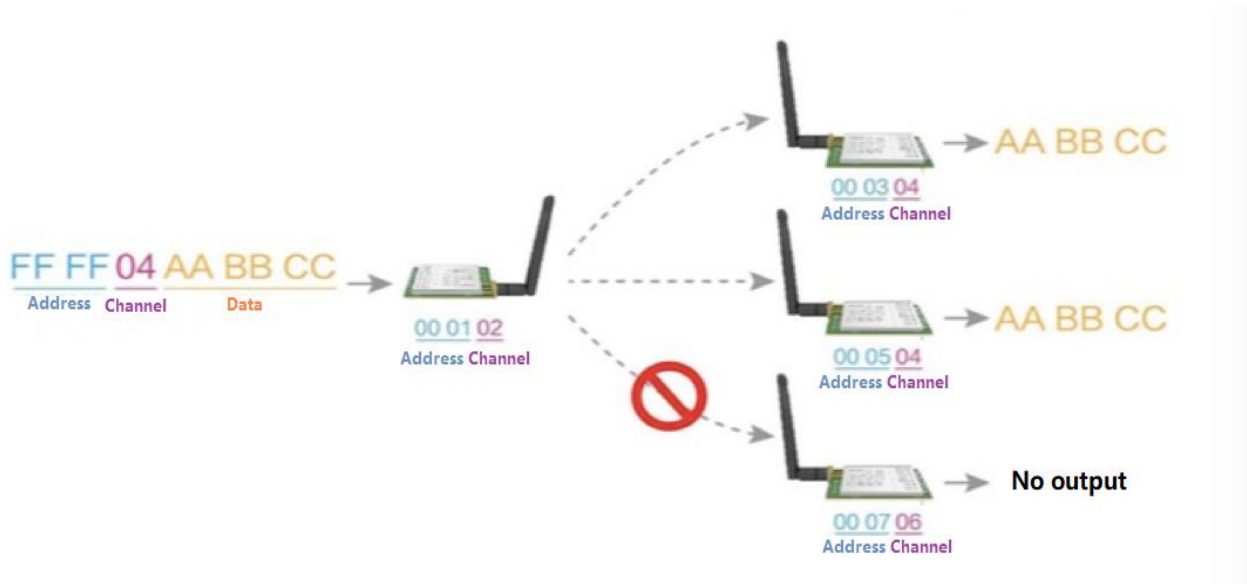 FF FF 04 AA BB CC
Address Channel Data
00 01 02
Address Channel
00 03 04
Address Channel
AA BB CC
00 05 04
Address Channel
AA BB CC
00 07 06
Address Channel
No output